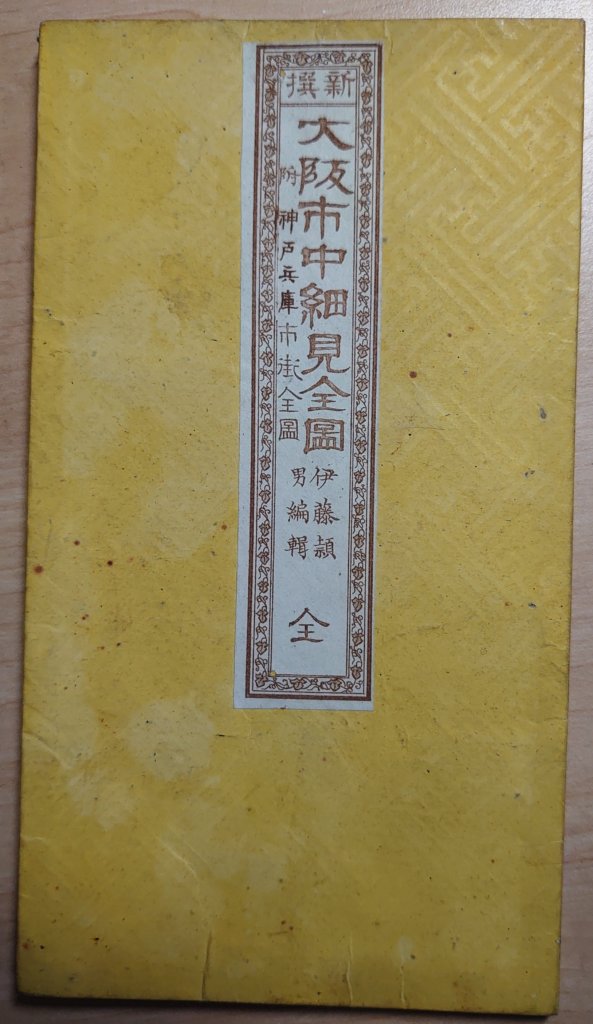 新撰
大阪市中細見全圖
附神戸兵庫市街全圖
伊藤頴
男編輯
全